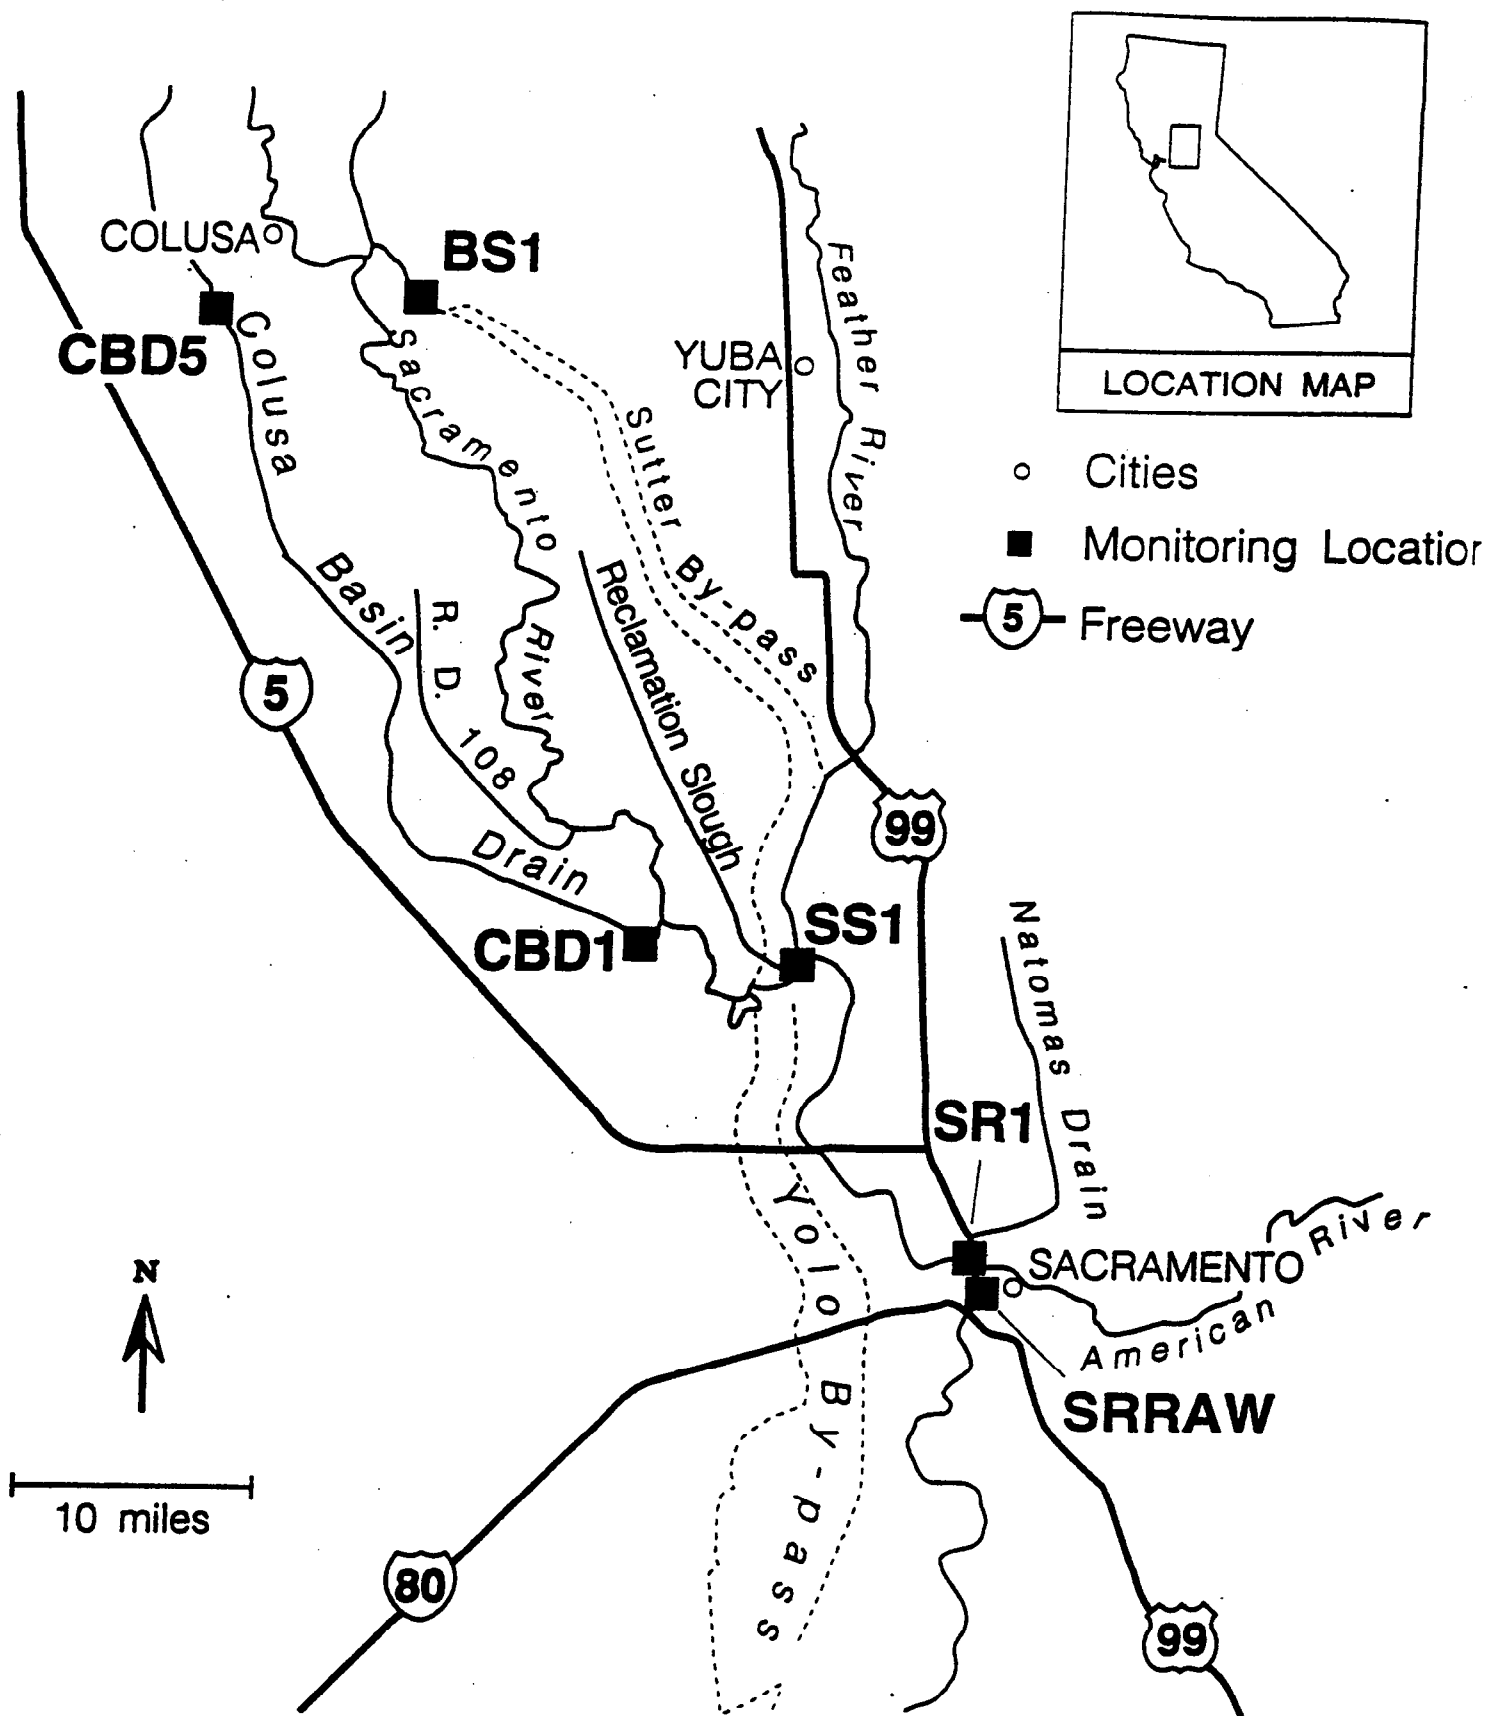 LOCATION MAP
Cities
Monitoring Location
5 Freeway
COLUSA
BS1
CBD5
Colusa Basin Drain
Sacramento River
YUBA
CITY
Feather River
Sutter By-pass
Reclamation Slough
R. D. 108
5
99
CBD1
SS1
Natomas Drain
SR1
SACRAMENTO
American River
SRRAW
Yolo By-pass
N
10 miles
80
99